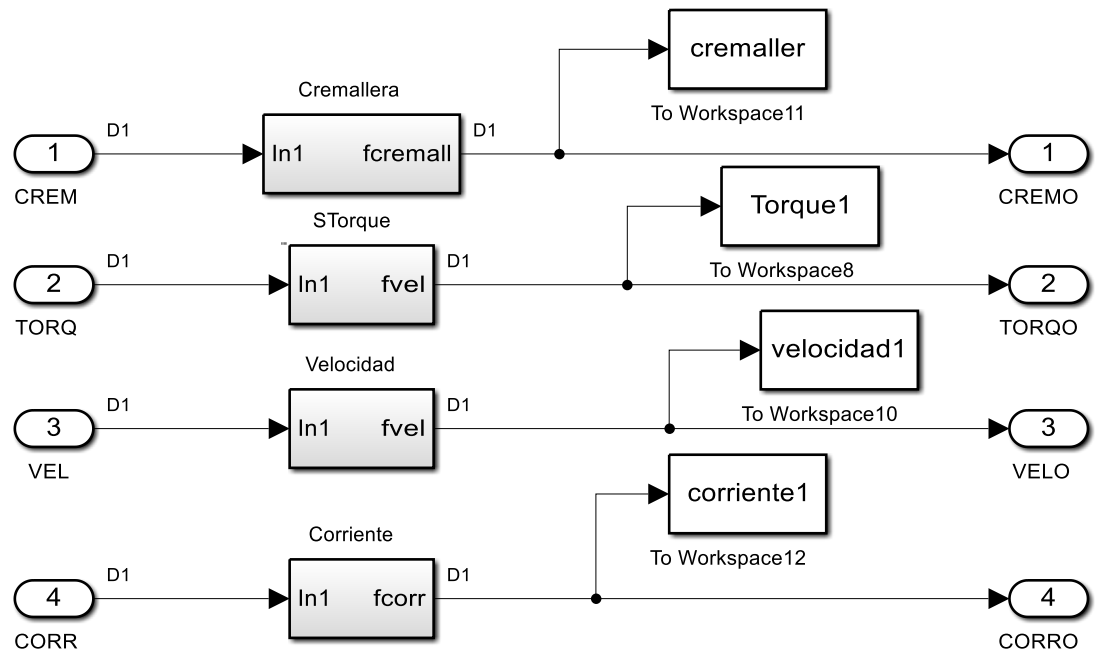 cremaller
Cremallera
To Workspace11
D1
D1
1
In1
fcremall
1
CREM
CREMO
Torque1
STorque
D1
D1
To Workspace8
2
In1
fvel
2
TORQ
TORQO
velocidad1
Velocidad
D1
D1
To Workspace10
3
In1
fvel
3
VEL
VELO
corriente1
Corriente
To Workspace12
D1
D1
4
In1
fcorr
4
CORR
CORRO